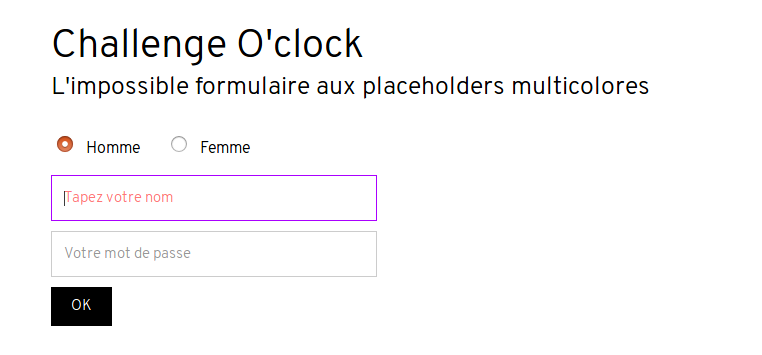 Challenge O'clock
L'impossible formulaire aux placeholders multicolores
Homme Femme
Tapez votre nom
Votre mot de passe
OK